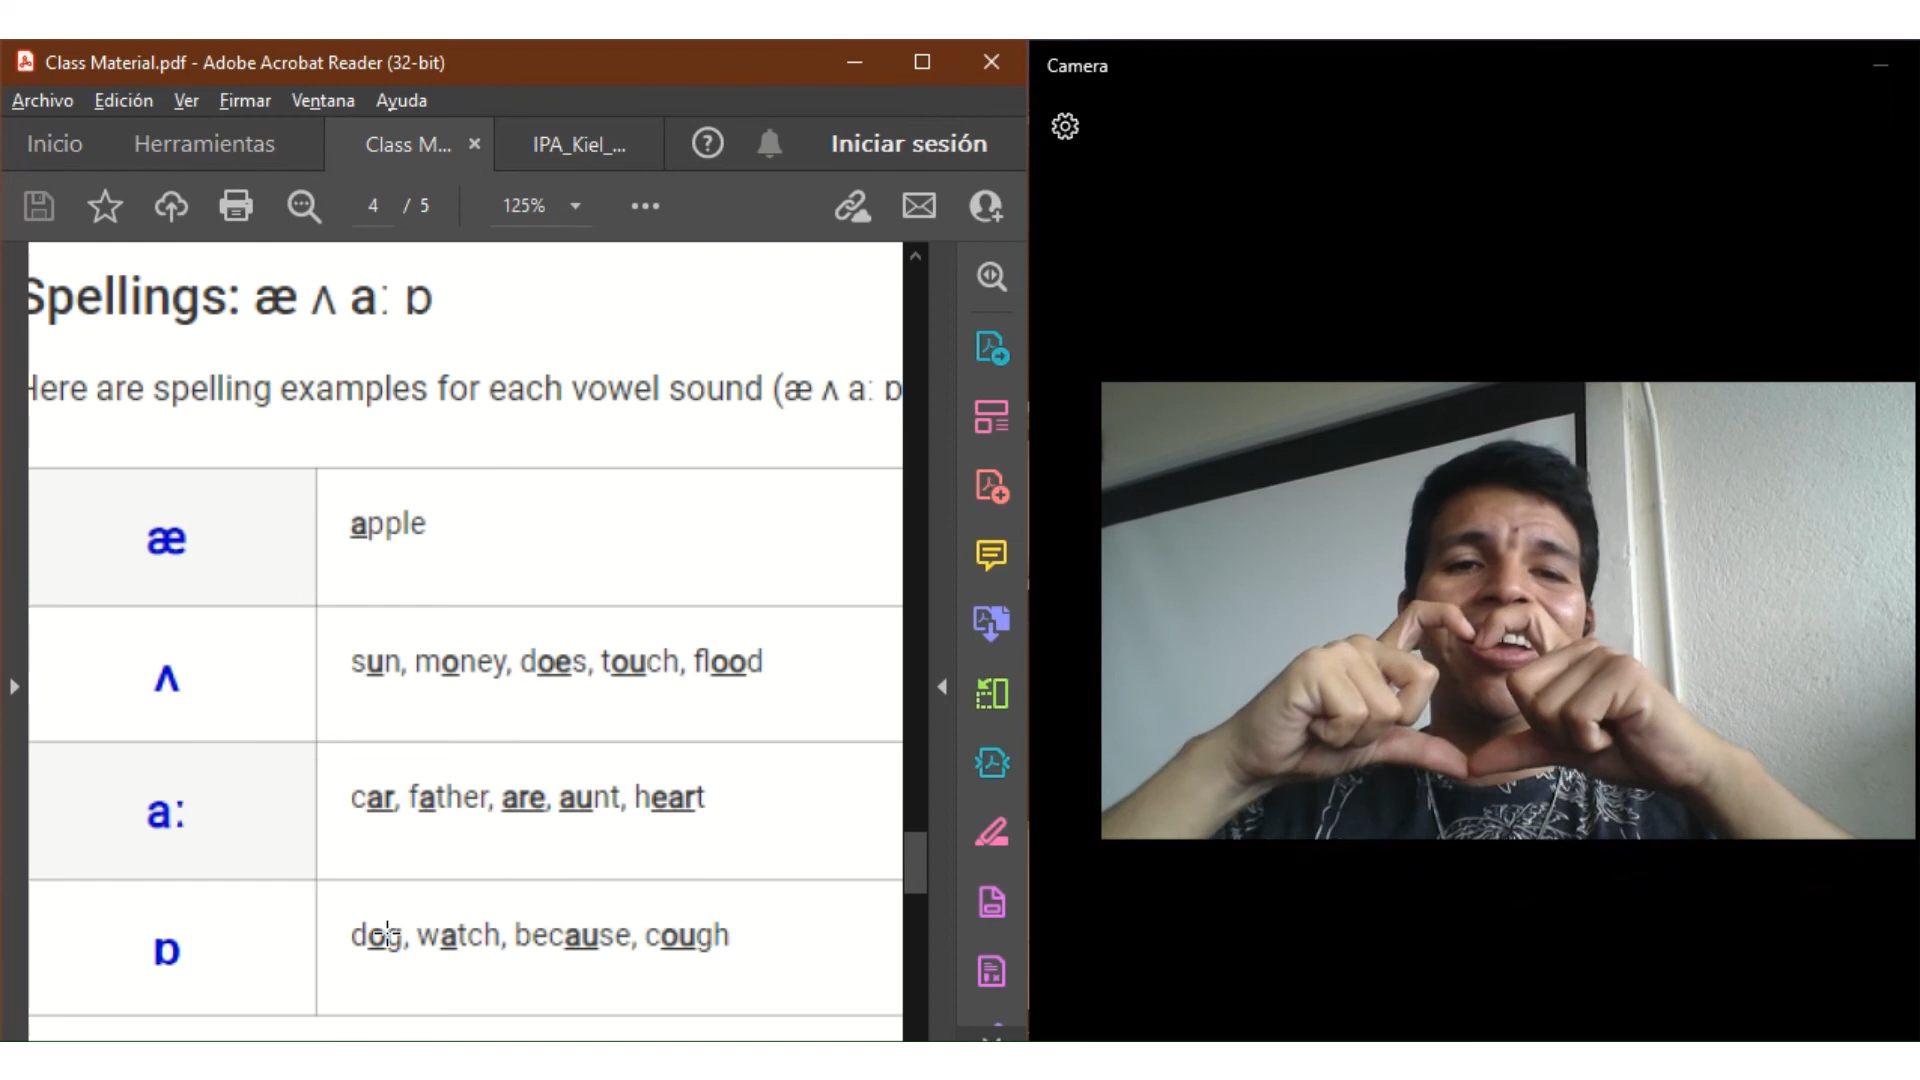 Class Material.pdf - Adobe Acrobat Reader (32-bit)
Archivo Edición Ver Firmar Ventana Ayuda
Inicio Herramientas Class M... IPA_Kiel_... Iniciar sesión
4 / 5 125%
Spellings: æ ʌ aː ɒ
Here are spelling examples for each vowel sound (æ ʌ aː ɒ
æ apple
ʌ sun, money, does, touch, flood
aː car, father, are, aunt, heart
ɒ dog, watch, because, cough
Camera